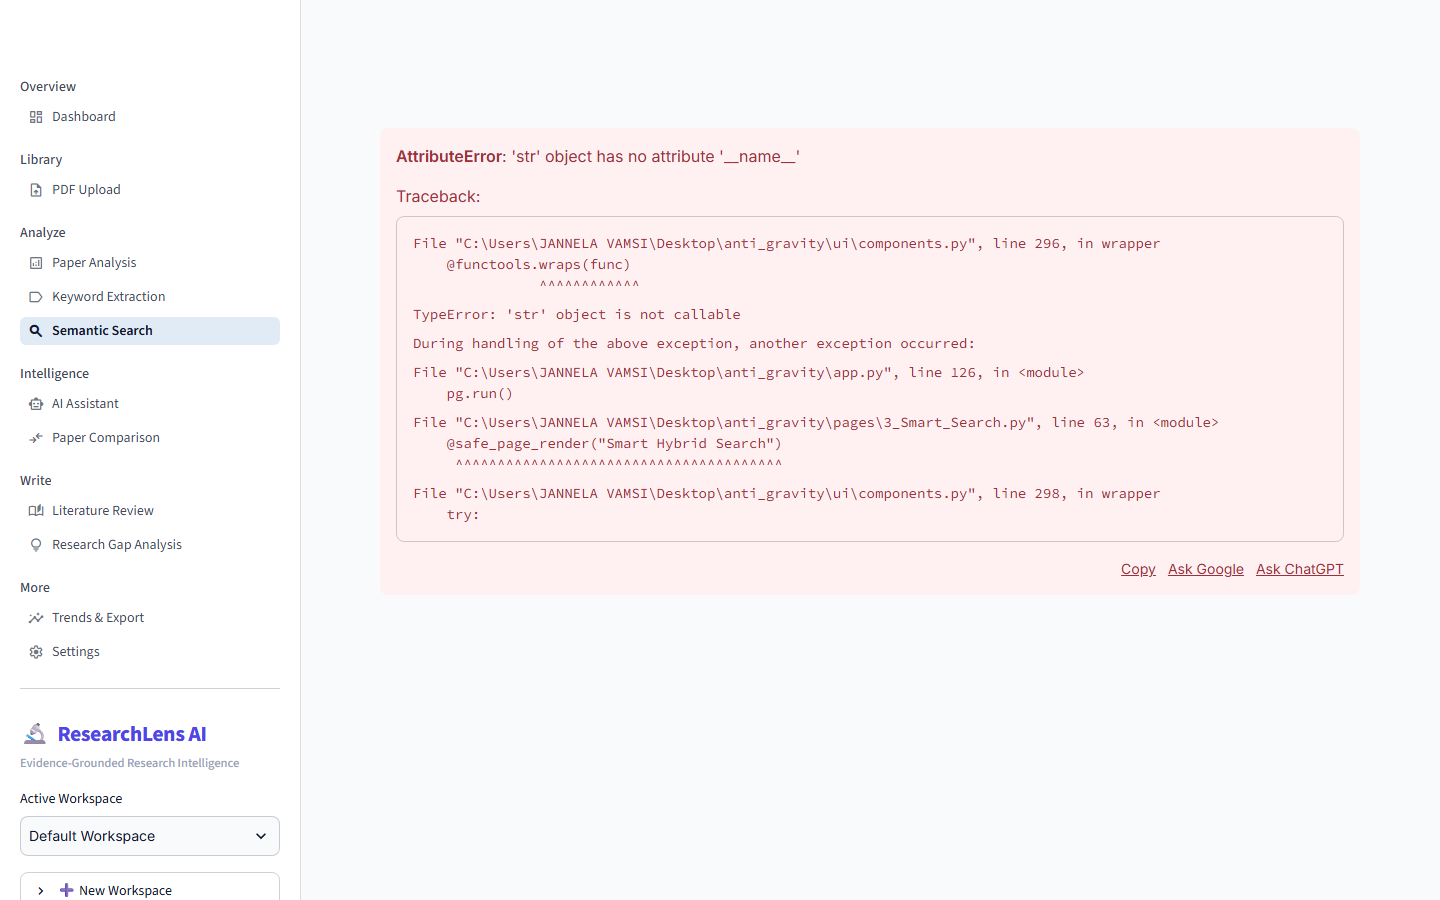 Overview
Dashboard
Library
PDF Upload
Analyze
Paper Analysis
Keyword Extraction
Semantic Search
Intelligence
AI Assistant
Paper Comparison
Write
Literature Review
Research Gap Analysis
More
Trends & Export
Settings
ResearchLens AI
Evidence-Grounded Research Intelligence
Active Workspace
Default Workspace
New Workspace
AttributeError: 'str' object has no attribute '__name__'
Traceback:
File "C:\Users\JANNELA VAMSI\Desktop\anti_gravity\ui\components.py", line 296, in wrapper
    @functools.wraps(func)
               ^^^^^^^^^^^^
TypeError: 'str' object is not callable
During handling of the above exception, another exception occurred:
File "C:\Users\JANNELA VAMSI\Desktop\anti_gravity\app.py", line 126, in <module>
    pg.run()
File "C:\Users\JANNELA VAMSI\Desktop\anti_gravity\pages\3_Smart_Search.py", line 63, in <module>
    @safe_page_render("Smart Hybrid Search")
     ^^^^^^^^^^^^^^^^^^^^^^^^^^^^^^^^^^^^^^^
File "C:\Users\JANNELA VAMSI\Desktop\anti_gravity\ui\components.py", line 298, in wrapper
    try:
Copy Ask Google Ask ChatGPT